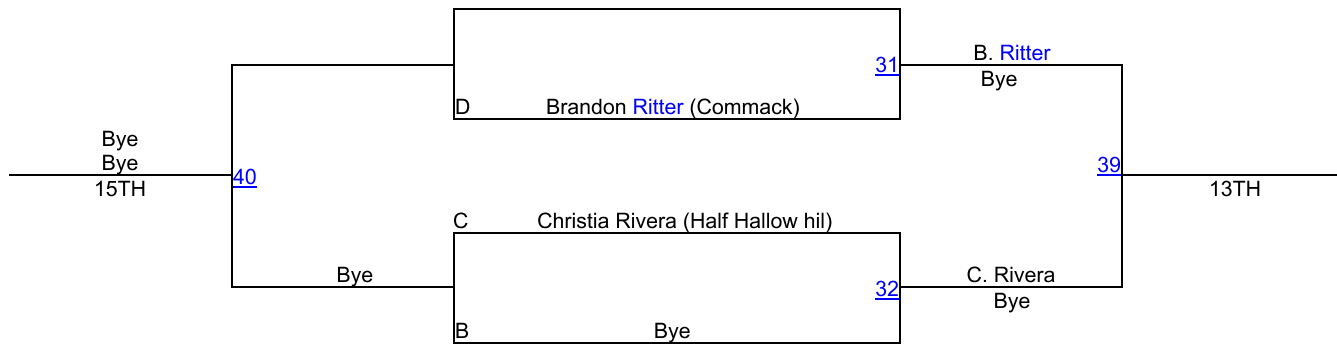 31
B. Ritter
Bye
D Brandon Ritter (Commack)
Bye
Bye
15TH
40
39
13TH
C Christia Rivera (Half Hallow hil)
Bye
32
C. Rivera
Bye
B Bye